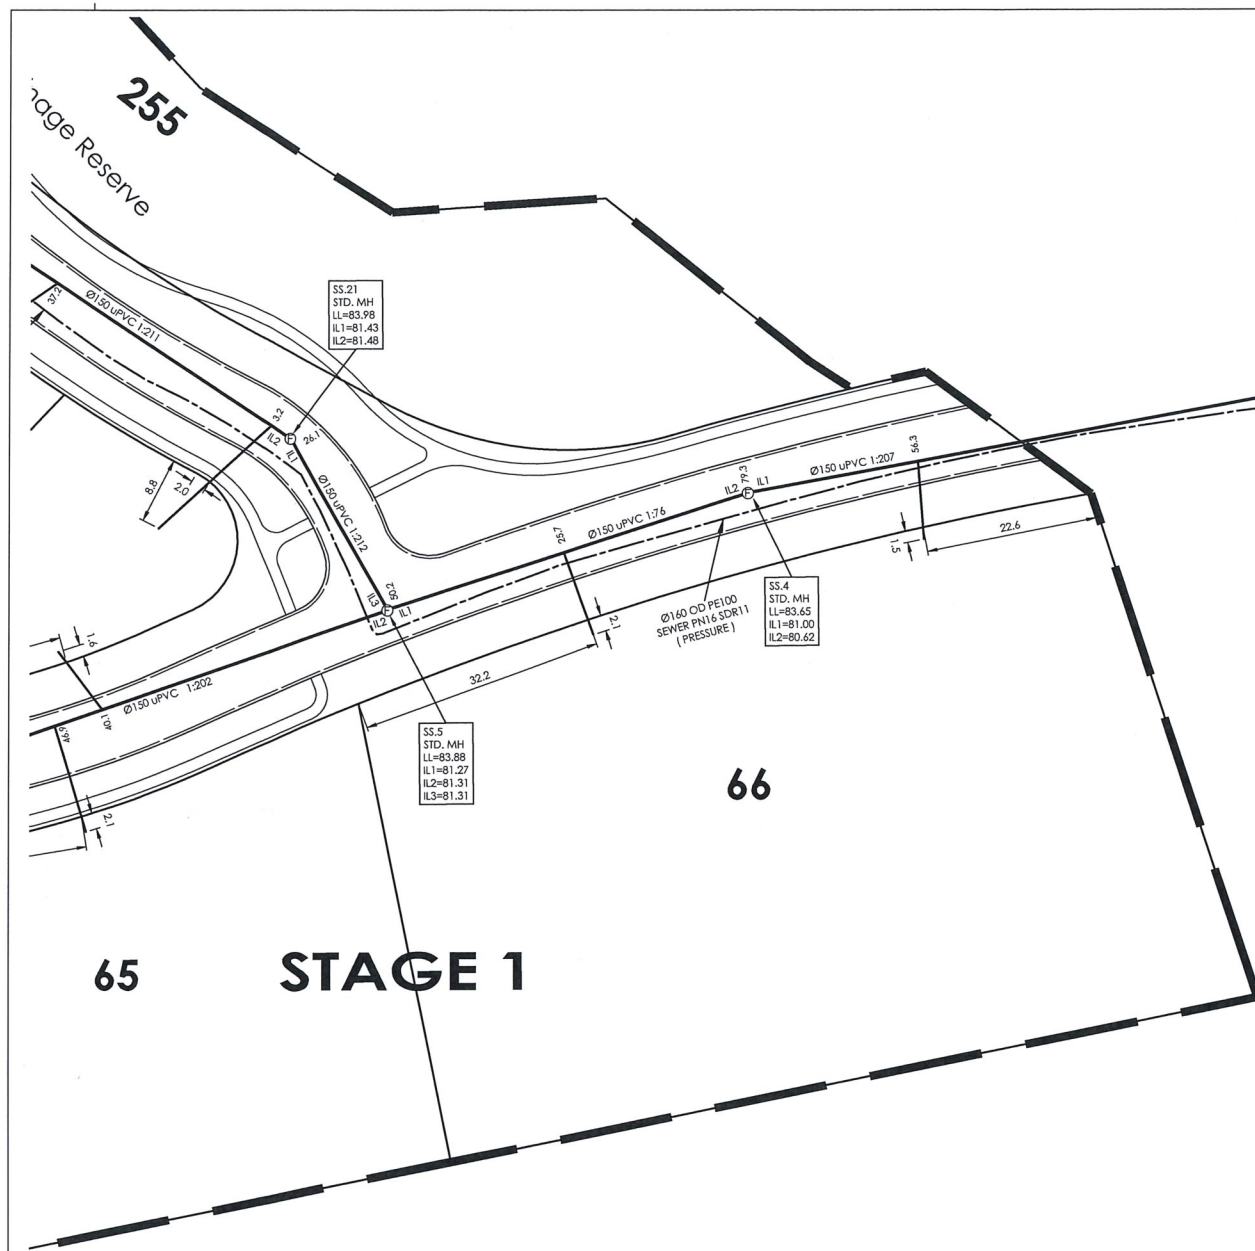 255
nage Reserve
SS.21
STD. MH
LL=83.98
IL1=81.43
IL2=81.48
37.2
Ø150 uPVC 1:211
3.2
IL2
26.1
IL1
8.8
2.0
Ø150 uPVC 1:212
56.3
79.3
IL2
IL1
Ø150 uPVC 1:207
25.7
Ø150 uPVC 1:76
22.6
1.5
50.2
IL3
IL1
IL2
SS.4
STD. MH
LL=83.65
IL1=81.00
IL2=80.62
Ø160 OD PE100
SEWER PN16 SDR11
( PRESSURE )
2.1
1.6
32.2
Ø150 uPVC 1:202
40.1
46.9
SS.5
STD. MH
LL=83.88
IL1=81.27
IL2=81.31
IL3=81.31
2.1
66
65
STAGE 1